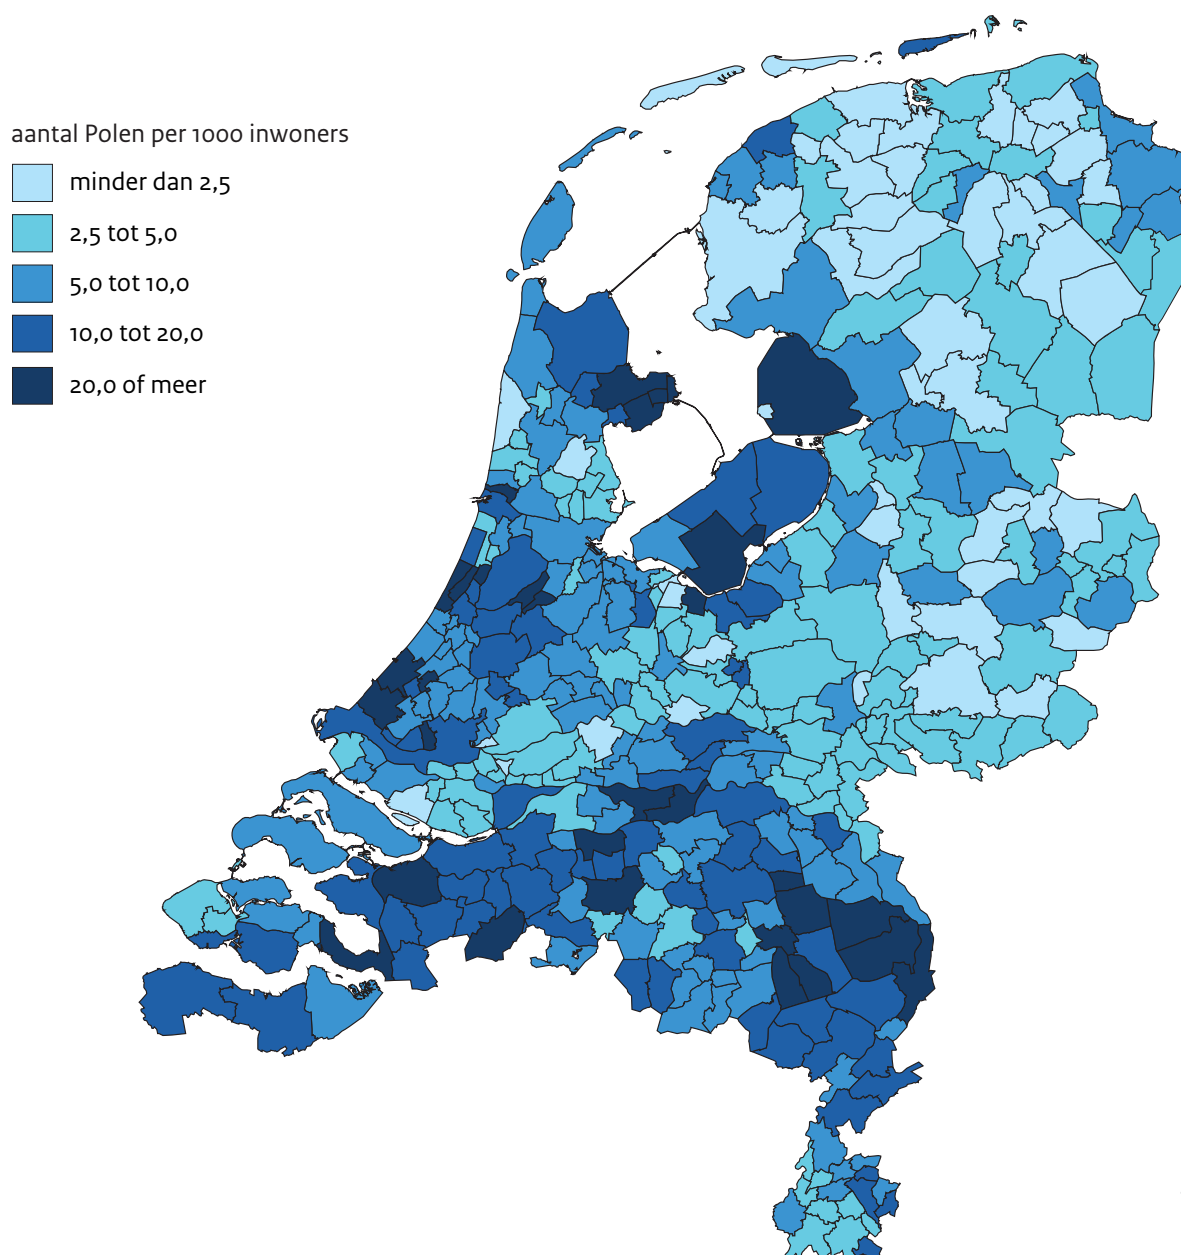 aantal Polen per 1000 inwoners
minder dan 2,5
2,5 tot 5,0
5,0 tot 10,0
10,0 tot 20,0
20,0 of meer